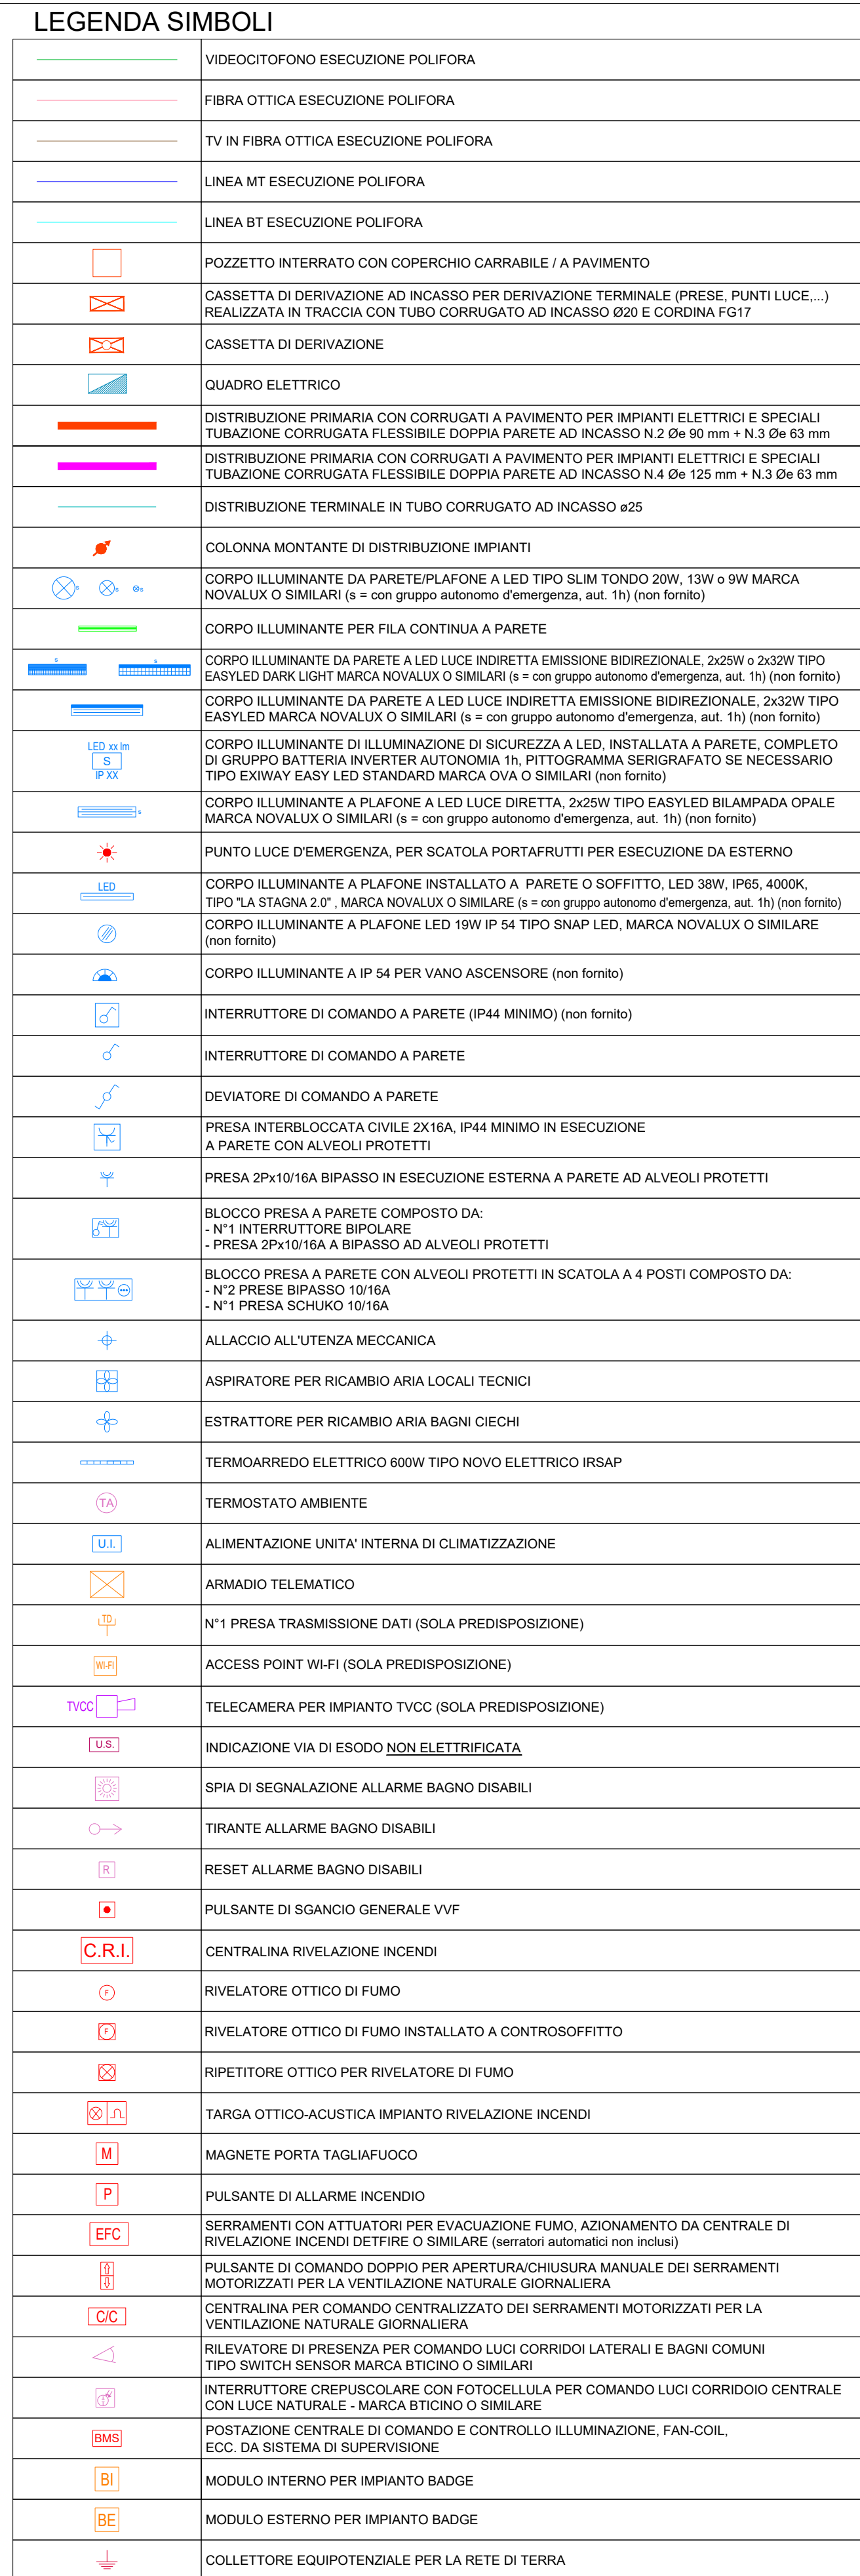 LEGENDA SIMBOLI
VIDEOCITOFONO ESECUZIONE POLIFORA
FIBRA OTTICA ESECUZIONE POLIFORA
TV IN FIBRA OTTICA ESECUZIONE POLIFORA
LINEA MT ESECUZIONE POLIFORA
LINEA BT ESECUZIONE POLIFORA
POZZETTO INTERRATO CON COPERCHIO CARRABILE / A PAVIMENTO
CASSETTA DI DERIVAZIONE AD INCASSO PER DERIVAZIONE TERMINALE (PRESE, PUNTI LUCE,...)
REALIZZATA IN TRACCIA CON TUBO CORRUGATO AD INCASSO Ø20 E CORDINA FG17
CASSETTA DI DERIVAZIONE
QUADRO ELETTRICO
DISTRIBUZIONE PRIMARIA CON CORRUGATI A PAVIMENTO PER IMPIANTI ELETTRICI E SPECIALI
TUBAZIONE CORRUGATA FLESSIBILE DOPPIA PARETE AD INCASSO N.2 Øe 90 mm + N.3 Øe 63 mm
DISTRIBUZIONE PRIMARIA CON CORRUGATI A PAVIMENTO PER IMPIANTI ELETTRICI E SPECIALI
TUBAZIONE CORRUGATA FLESSIBILE DOPPIA PARETE AD INCASSO N.4 Øe 125 mm + N.3 Øe 63 mm
DISTRIBUZIONE TERMINALE IN TUBO CORRUGATO AD INCASSO ø25
COLONNA MONTANTE DI DISTRIBUZIONE IMPIANTI
s s s
CORPO ILLUMINANTE DA PARETE/PLAFONE A LED TIPO SLIM TONDO 20W, 13W o 9W MARCA
NOVALUX O SIMILARI (s = con gruppo autonomo d'emergenza, aut. 1h) (non fornito)
CORPO ILLUMINANTE PER FILA CONTINUA A PARETE
s s
CORPO ILLUMINANTE DA PARETE A LED LUCE INDIRETTA EMISSIONE BIDIREZIONALE, 2x25W o 2x32W TIPO
EASYLED DARK LIGHT MARCA NOVALUX O SIMILARI (s = con gruppo autonomo d'emergenza, aut. 1h) (non fornito)
CORPO ILLUMINANTE DA PARETE A LED LUCE INDIRETTA EMISSIONE BIDIREZIONALE, 2x32W TIPO
EASYLED MARCA NOVALUX O SIMILARI (s = con gruppo autonomo d'emergenza, aut. 1h) (non fornito)
LED xx lm
S
IP XX
CORPO ILLUMINANTE DI ILLUMINAZIONE DI SICUREZZA A LED, INSTALLATA A PARETE, COMPLETO
DI GRUPPO BATTERIA INVERTER AUTONOMIA 1h, PITTOGRAMMA SERIGRAFATO SE NECESSARIO
TIPO EXIWAY EASY LED STANDARD MARCA OVA O SIMILARI (non fornito)
s
CORPO ILLUMINANTE A PLAFONE A LED LUCE DIRETTA, 2x25W TIPO EASYLED BILAMPADA OPALE
MARCA NOVALUX O SIMILARI (s = con gruppo autonomo d'emergenza, aut. 1h) (non fornito)
PUNTO LUCE D'EMERGENZA, PER SCATOLA PORTAFRUTTI PER ESECUZIONE DA ESTERNO
LED
CORPO ILLUMINANTE A PLAFONE INSTALLATO A PARETE O SOFFITTO, LED 38W, IP65, 4000K,
TIPO "LA STAGNA 2.0" , MARCA NOVALUX O SIMILARE (s = con gruppo autonomo d'emergenza, aut. 1h) (non fornito)
CORPO ILLUMINANTE A PLAFONE LED 19W IP 54 TIPO SNAP LED, MARCA NOVALUX O SIMILARE
(non fornito)
CORPO ILLUMINANTE A IP 54 PER VANO ASCENSORE (non fornito)
INTERRUTTORE DI COMANDO A PARETE (IP44 MINIMO) (non fornito)
INTERRUTTORE DI COMANDO A PARETE
DEVIATORE DI COMANDO A PARETE
PRESA INTERBLOCCATA CIVILE 2X16A, IP44 MINIMO IN ESECUZIONE
A PARETE CON ALVEOLI PROTETTI
PRESA 2Px10/16A BIPASSO IN ESECUZIONE ESTERNA A PARETE AD ALVEOLI PROTETTI
BLOCCO PRESA A PARETE COMPOSTO DA:
- N°1 INTERRUTTORE BIPOLARE
- PRESA 2Px10/16A A BIPASSO AD ALVEOLI PROTETTI
BLOCCO PRESA A PARETE CON ALVEOLI PROTETTI IN SCATOLA A 4 POSTI COMPOSTO DA:
- N°2 PRESE BIPASSO 10/16A
- N°1 PRESA SCHUKO 10/16A
ALLACCIO ALL'UTENZA MECCANICA
ASPIRATORE PER RICAMBIO ARIA LOCALI TECNICI
ESTRATTORE PER RICAMBIO ARIA BAGNI CIECHI
TERMOARREDO ELETTRICO 600W TIPO NOVO ELETTRICO IRSAP
TA
TERMOSTATO AMBIENTE
U.I.
ALIMENTAZIONE UNITA' INTERNA DI CLIMATIZZAZIONE
ARMADIO TELEMATICO
TD
N°1 PRESA TRASMISSIONE DATI (SOLA PREDISPOSIZIONE)
WI-FI
ACCESS POINT WI-FI (SOLA PREDISPOSIZIONE)
TVCC
TELECAMERA PER IMPIANTO TVCC (SOLA PREDISPOSIZIONE)
U.S.
INDICAZIONE VIA DI ESODO NON ELETTRIFICATA
SPIA DI SEGNALAZIONE ALLARME BAGNO DISABILI
TIRANTE ALLARME BAGNO DISABILI
R
RESET ALLARME BAGNO DISABILI
PULSANTE DI SGANCIO GENERALE VVF
C.R.I.
CENTRALINA RIVELAZIONE INCENDI
F
RIVELATORE OTTICO DI FUMO
F
RIVELATORE OTTICO DI FUMO INSTALLATO A CONTROSOFFITTO
RIPETITORE OTTICO PER RIVELATORE DI FUMO
TARGA OTTICO-ACUSTICA IMPIANTO RIVELAZIONE INCENDI
M
MAGNETE PORTA TAGLIAFUOCO
P
PULSANTE DI ALLARME INCENDIO
EFC
SERRAMENTI CON ATTUATORI PER EVACUAZIONE FUMO, AZIONAMENTO DA CENTRALE DI
RIVELAZIONE INCENDI DETFIRE O SIMILARE (serratori automatici non inclusi)
PULSANTE DI COMANDO DOPPIO PER APERTURA/CHIUSURA MANUALE DEI SERRAMENTI
MOTORIZZATI PER LA VENTILAZIONE NATURALE GIORNALIERA
C/C
CENTRALINA PER COMANDO CENTRALIZZATO DEI SERRAMENTI MOTORIZZATI PER LA
VENTILAZIONE NATURALE GIORNALIERA
RILEVATORE DI PRESENZA PER COMANDO LUCI CORRIDOI LATERALI E BAGNI COMUNI
TIPO SWITCH SENSOR MARCA BTICINO O SIMILARI
INTERRUTTORE CREPUSCOLARE CON FOTOCELLULA PER COMANDO LUCI CORRIDOIO CENTRALE
CON LUCE NATURALE - MARCA BTICINO O SIMILARE
BMS
POSTAZIONE CENTRALE DI COMANDO E CONTROLLO ILLUMINAZIONE, FAN-COIL,
ECC. DA SISTEMA DI SUPERVISIONE
BI
MODULO INTERNO PER IMPIANTO BADGE
BE
MODULO ESTERNO PER IMPIANTO BADGE
COLLETTORE EQUIPOTENZIALE PER LA RETE DI TERRA